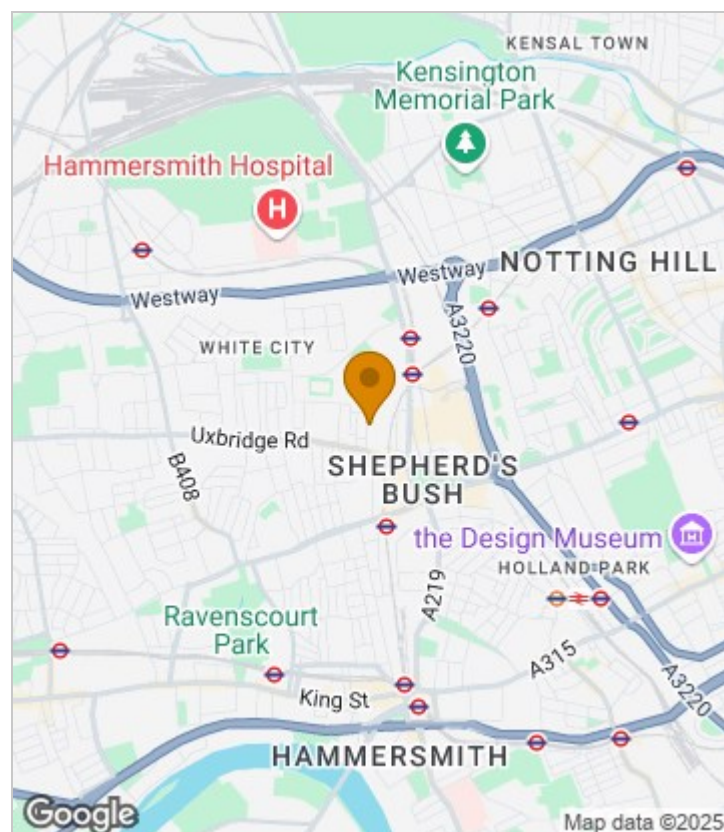 KENSAL TOWN
Kensington
Memorial Park
Hammersmith Hospital
H
NOTTING HILL
Westway
Westway
A3220
WHITE CITY
Uxbridge Rd
B408
SHEPHERD'S
BUSH
the Design Museum
HOLLAND PARK
A219
Ravenscourt
Park
A315
King St
A3220
HAMMERSMITH
Google
Map data ©2025